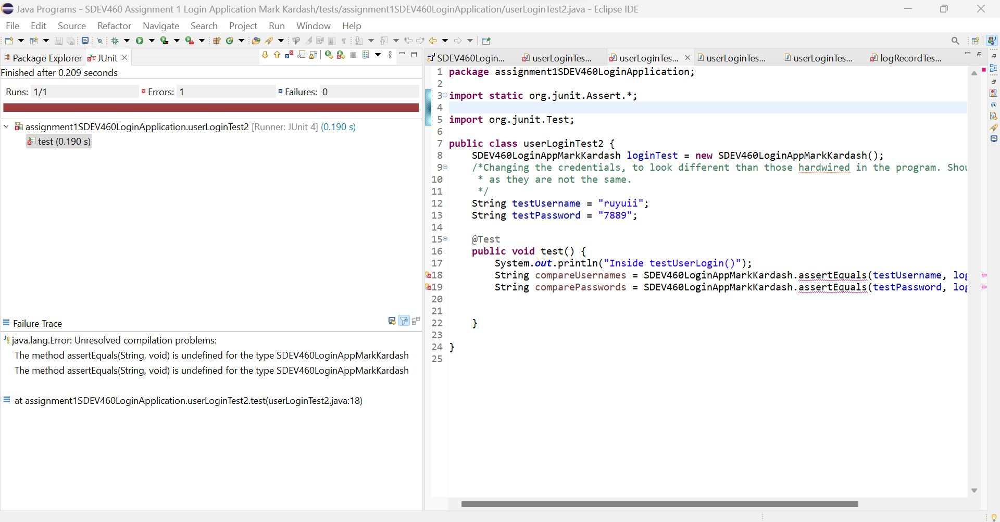 Java Programs - SDEV460 Assignment 1 Login Application Mark Kardash/tests/assignment1SDEV460LoginApplication/userLoginTest2.java - Eclipse IDE
File Edit Source Refactor Navigate Search Project Run Window Help
Package Explorer JUnit
Finished after 0.209 seconds
Runs: 1/1 Errors: 1 Failures: 0
assignment1SDEV460LoginApplication.userLoginTest2 [Runner: JUnit 4] (0.190 s)
test (0.190 s)
Failure Trace
java.lang.Error: Unresolved compilation problems:
The method assertEquals(String, void) is undefined for the type SDEV460LoginAppMarkKardash
The method assertEquals(String, void) is undefined for the type SDEV460LoginAppMarkKardash
at assignment1SDEV460LoginApplication.userLoginTest2.test(userLoginTest2.java:18)
SDEV460Login... userLoginTes... userLoginTes... userLoginTes... userLoginTes... logRecordTes...
1 package assignment1SDEV460LoginApplication;
2
3 import static org.junit.Assert.*;
4
5 import org.junit.Test;
6
7 public class userLoginTest2 {
8 SDEV460LoginAppMarkKardash loginTest = new SDEV460LoginAppMarkKardash();
9 /*Changing the credentials, to look different than those hardwired in the program. Shou
10 * as they are not the same.
11 */
12 String testUsername = "ruyuii";
13 String testPassword = "7889";
14
15 @Test
16 public void test() {
17 System.out.println("Inside testUserLogin()");
18 String compareUsernames = SDEV460LoginAppMarkKardash.assertEquals(testUsername, log
19 String comparePasswords = SDEV460LoginAppMarkKardash.assertEquals(testPassword, log
20
21
22 }
23
24 }
25